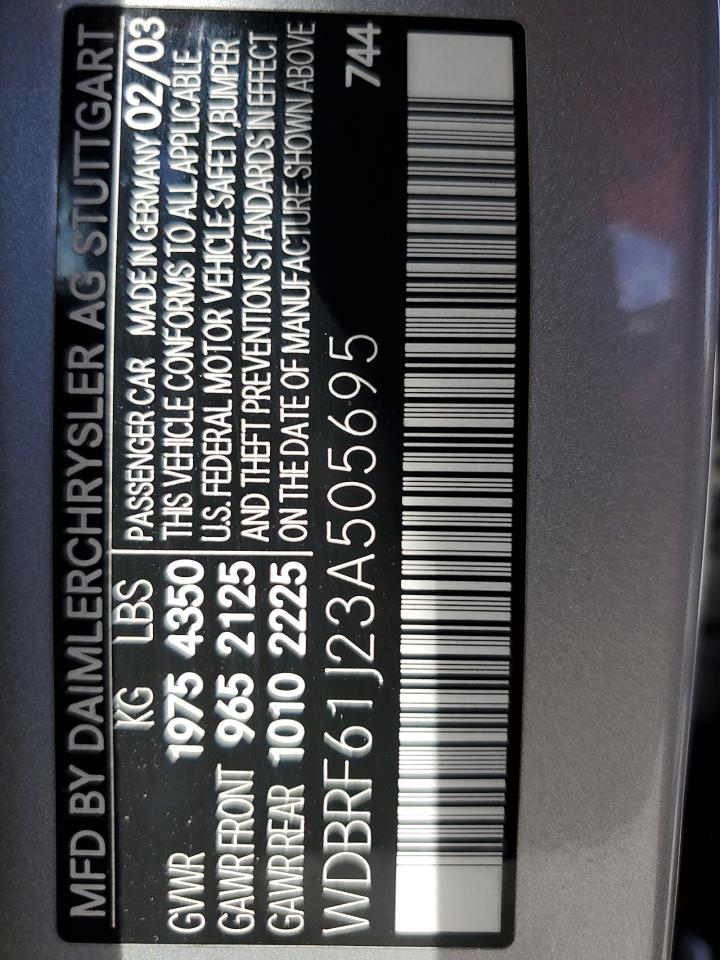 MFD BY DAIMLERCHRYSLER AG STUTTGART
KG LBS
GVWR 1975 4350
GAWR FRONT 965 2125
GAWR REAR 1010 2225
PASSENGER CAR MADE IN GERMANY 02/03
THIS VEHICLE CONFORMS TO ALL APPLICABLE
U.S. FEDERAL MOTOR VEHICLE SAFETY,BUMPER
AND THEFT PREVENTION STANDARDS IN EFFECT
ON THE DATE OF MANUFACTURE SHOWN ABOVE
WDBRF61J23A505695
744